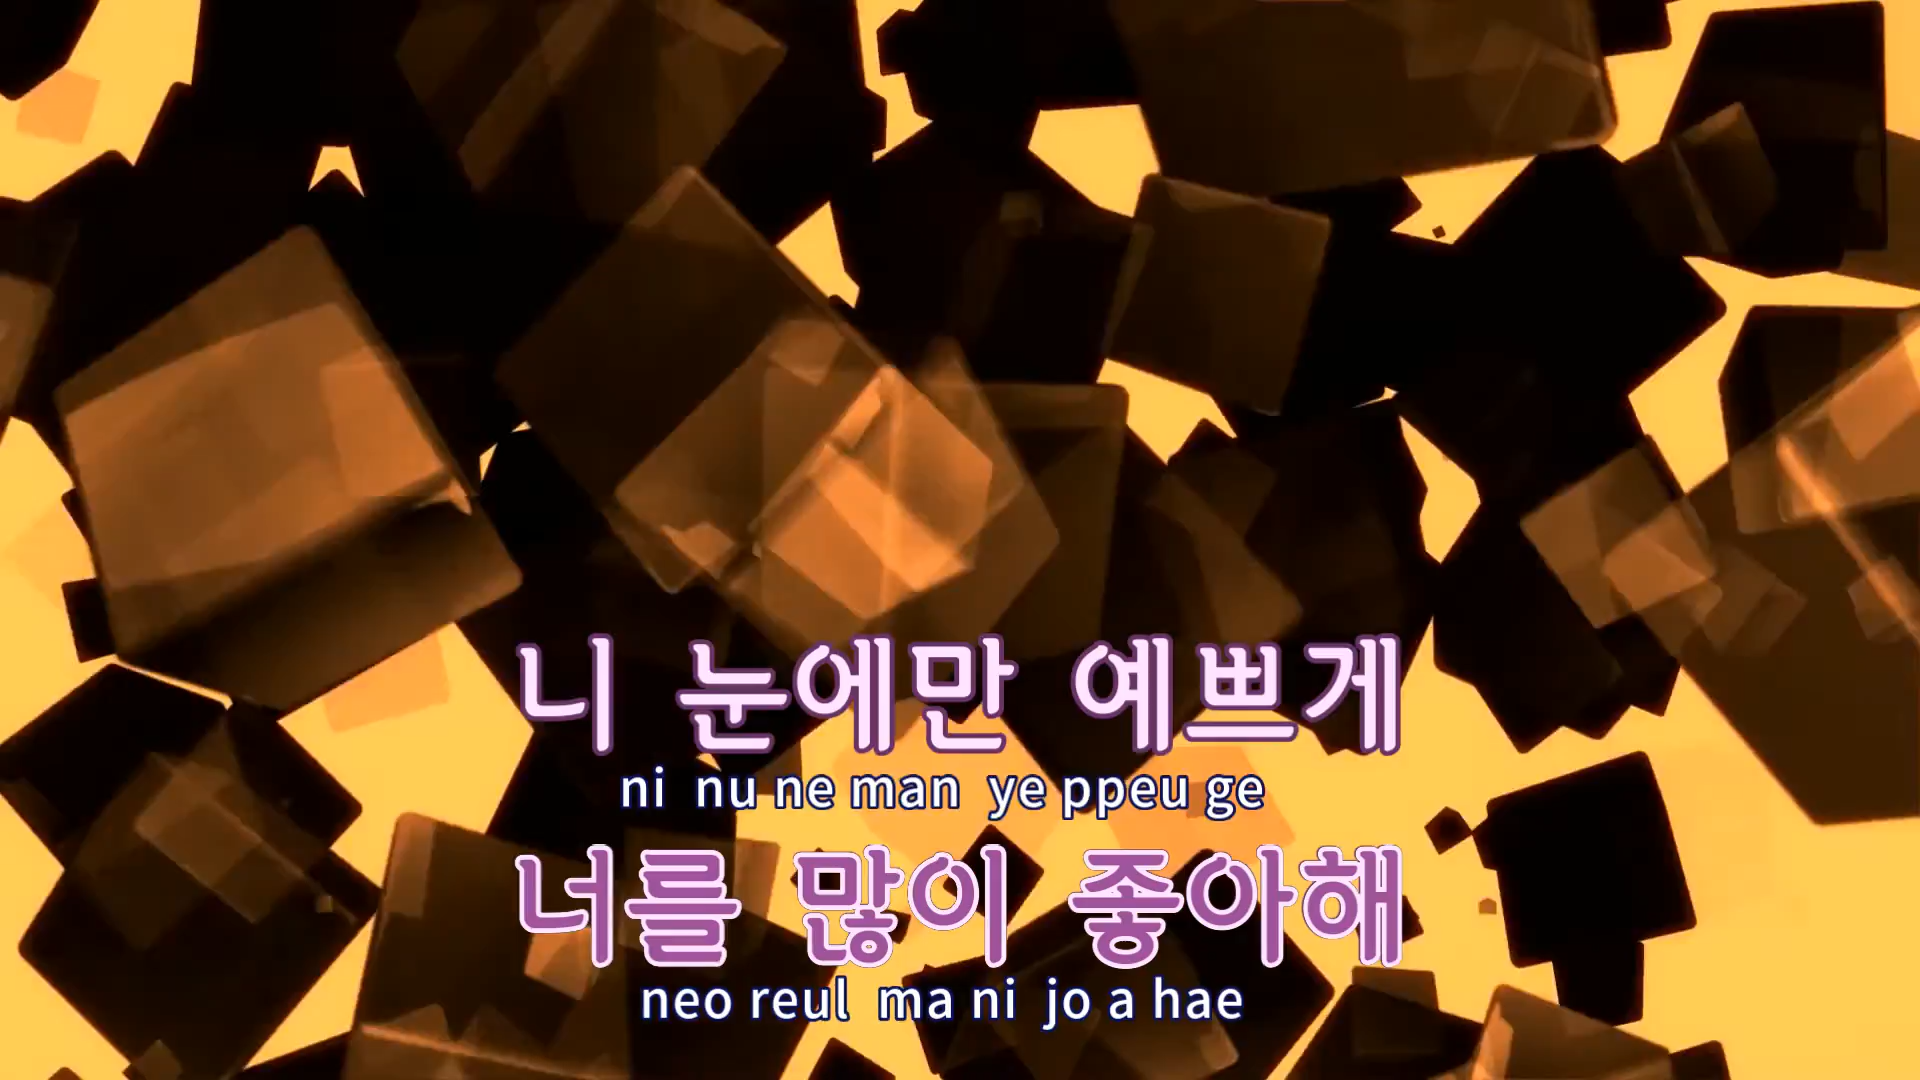 니 눈에만 예쁘게
ni nu ne man ye ppeu ge
너를 많이 좋아해
neo reul ma ni jo a hae